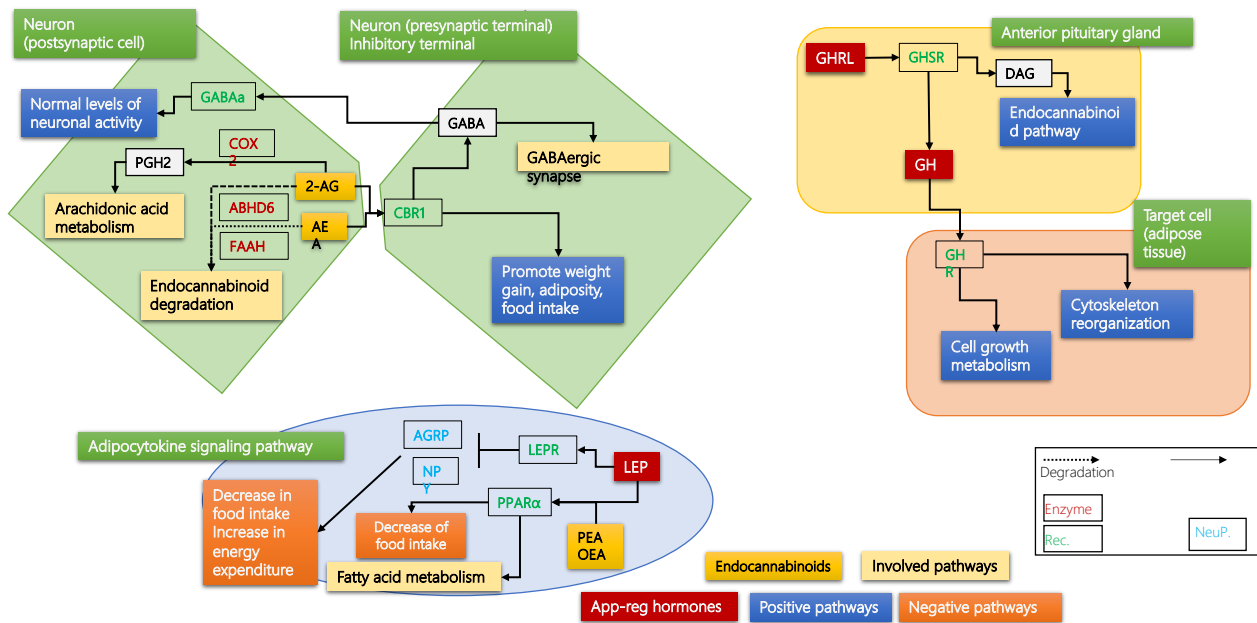 Neuron
(postsynaptic cell)
Neuron (presynaptic terminal)
Inhibitory terminal
Anterior pituitary gland
GHRL
GHSR
DAG
Normal levels of
neuronal activity
GABAa
GABA
Endocannabinoi
d pathway
COX
2
PGH2
GABAergic
synapse
GH
2-AG
Arachidonic acid
metabolism
ABHD6
CBR1
AE
A
FAAH
Target cell
(adipose
tissue)
GH
R
Endocannabinoid
degradation
Promote weight
gain, adiposity,
food intake
Cytoskeleton
reorganization
Cell growth
metabolism
Adipocytokine signaling pathway
AGRP
LEPR
LEP
NP
Y
Decrease in
food intake
Increase in
energy
expenditure
PPARα
Decrease of
food intake
PEA
OEA
Fatty acid metabolism
Degradation
Enzyme
Rec.
NeuP.
Endocannabinoids
Involved pathways
App-reg hormones
Positive pathways
Negative pathways